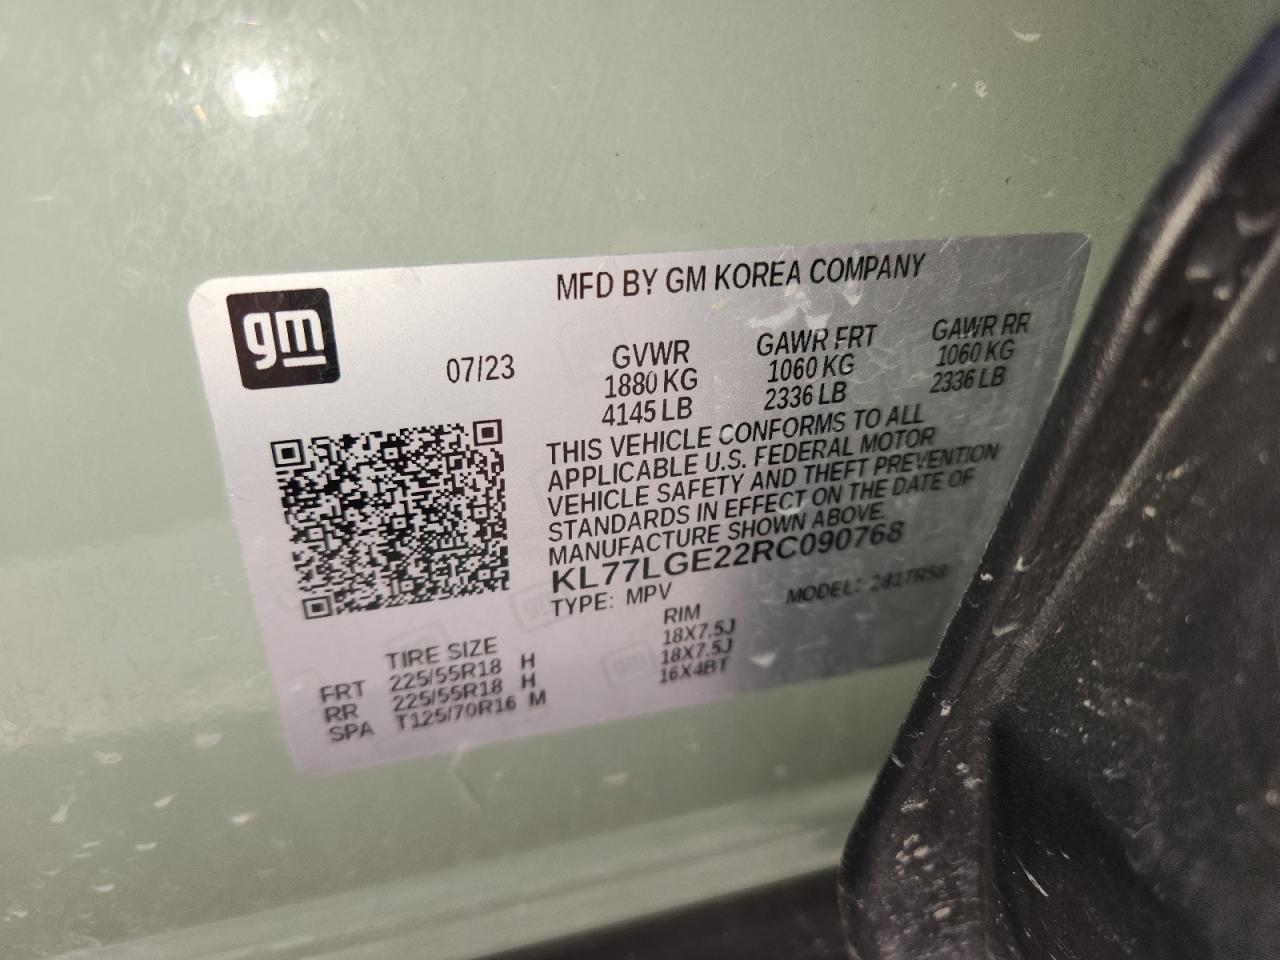 MFD BY GM KOREA COMPANY
gm
07/23
GVWR GAWR FRT GAWR RR
1880 KG 1060 KG 1060 KG
4145 LB 2336 LB 2336 LB
THIS VEHICLE CONFORMS TO ALL
APPLICABLE U.S. FEDERAL MOTOR
VEHICLE SAFETY AND THEFT PREVENTION
STANDARDS IN EFFECT ON THE DATE OF
MANUFACTURE SHOWN ABOVE.
KL77LGE22RC090768
TYPE: MPV MODEL:
TIRE SIZE RIM
FRT 225/55R18 H 18X7.5J
RR 225/55R18 H 18X7.5J
SPA T125/70R16 M 16X4BT